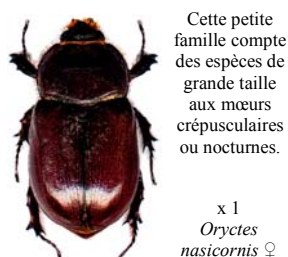 Cette petite
famille compte
des espèces de
grande taille
aux mœurs
crépusculaires
ou nocturnes.
x 1
Oryctes
nasicornis ♀